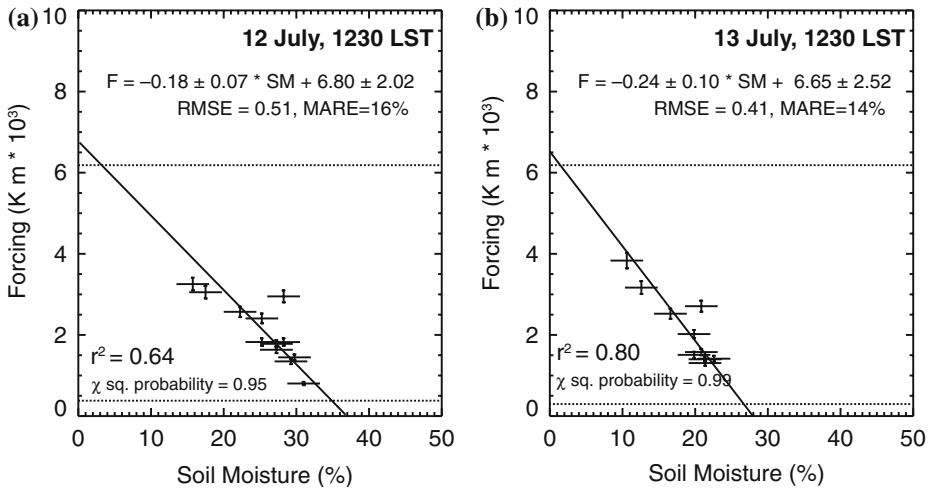 (a)
12 July, 1230 LST
F = –0.18 ± 0.07 * SM + 6.80 ± 2.02
RMSE = 0.51, MARE=16%
r² = 0.64
χ sq. probability = 0.95
Forcing (K m * 10³)
10
8
6
4
2
0
0 10 20 30 40 50
Soil Moisture (%)
(b)
13 July, 1230 LST
F = –0.24 ± 0.10 * SM + 6.65 ± 2.52
RMSE = 0.41, MARE=14%
r² = 0.80
χ sq. probability = 0.99
Forcing (K m * 10³)
10
8
6
4
2
0
0 10 20 30 40 50
Soil Moisture (%)